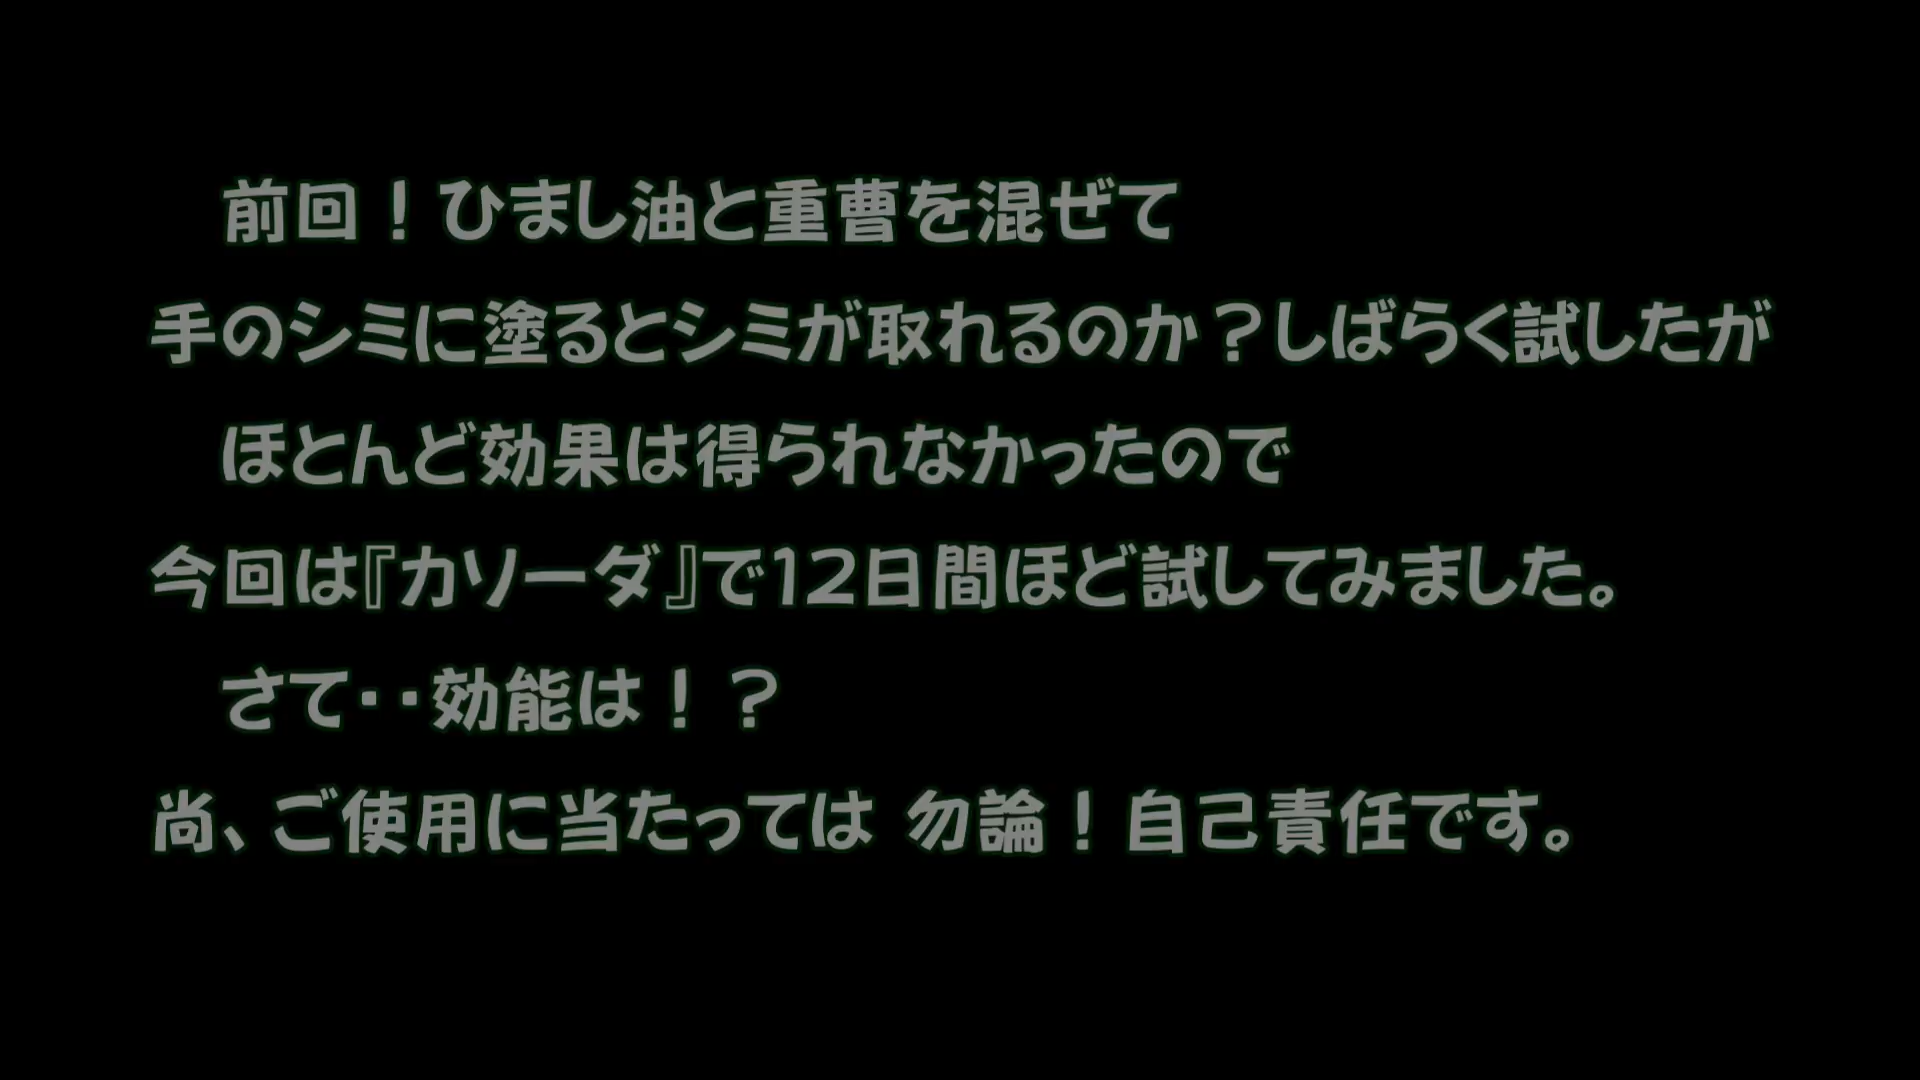 前回！ひまし油と重曹を混ぜて
手のシミに塗るとシミが取れるのか？しばらく試したが
ほとんど効果は得られなかったので
今回は『カソーダ』で12日間ほど試してみました。
さて・・効能は！？
尚、ご使用に当たっては 勿論！自己責任です。